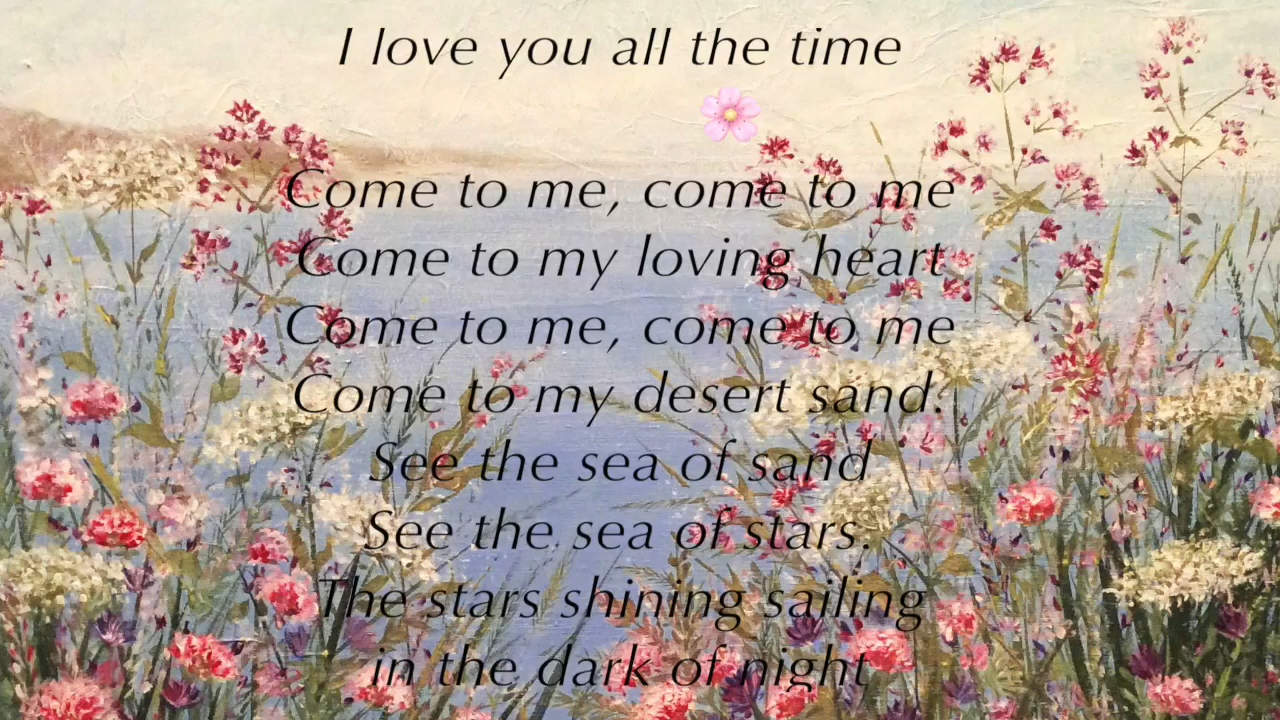 I love you all the time
Come to me, come to me
Come to my loving heart
Come to me, come to me
Come to my desert sand.
See the sea of sand
See the sea of stars.
The stars shining sailing
in the dark of night